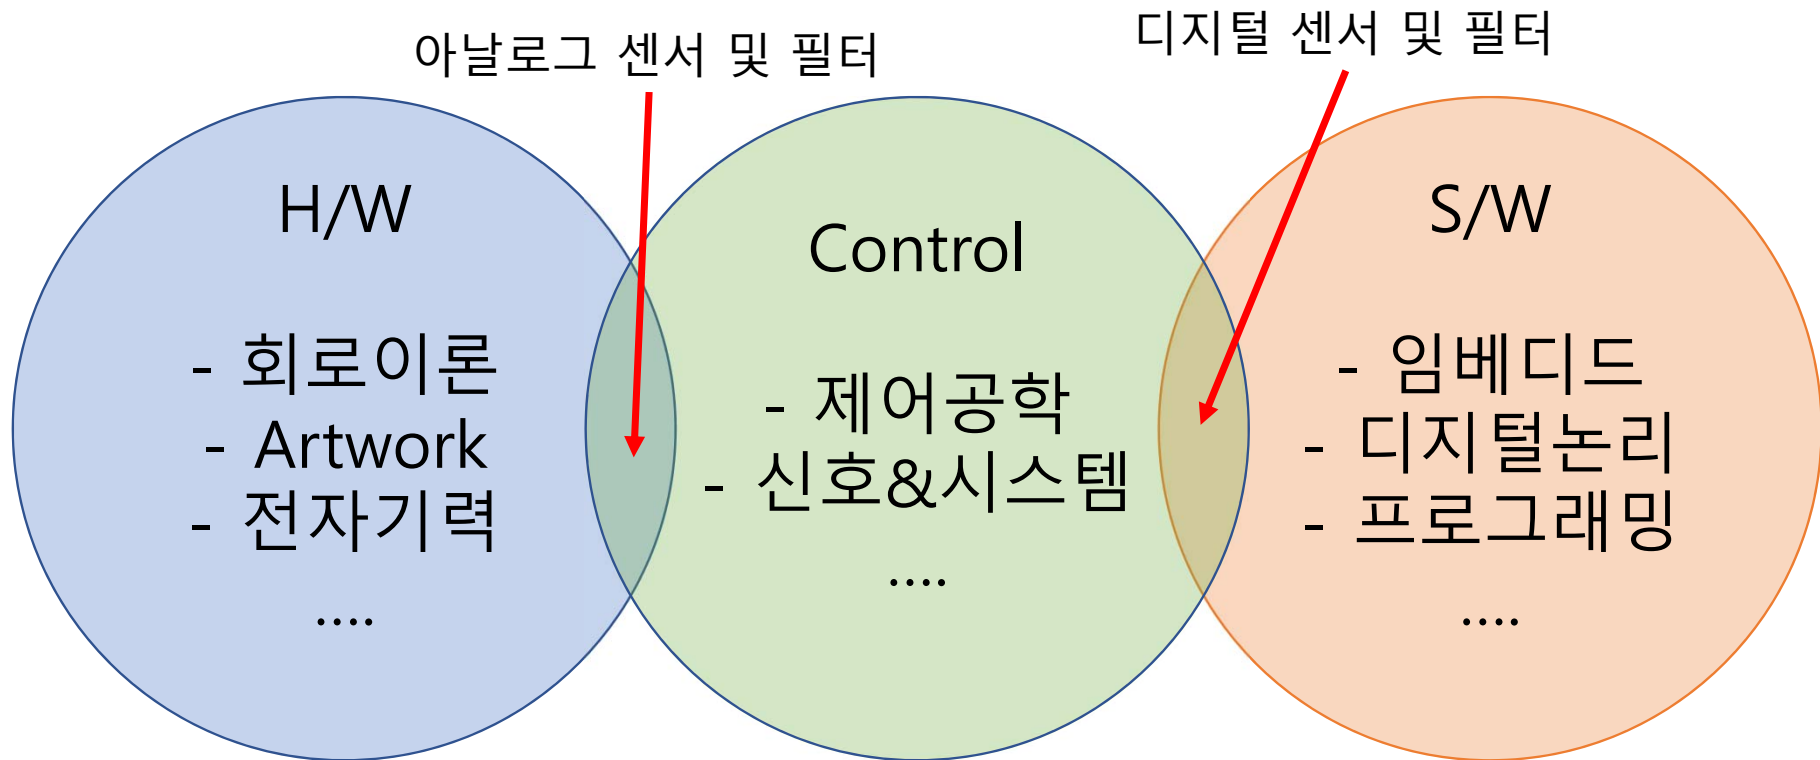 아날로그 센서 및 필터
디지털 센서 및 필터
H/W
- 회로이론
- Artwork
- 전자기력
....
Control
- 제어공학
- 신호&시스템
....
S/W
- 임베디드
- 디지털논리
- 프로그래밍
....